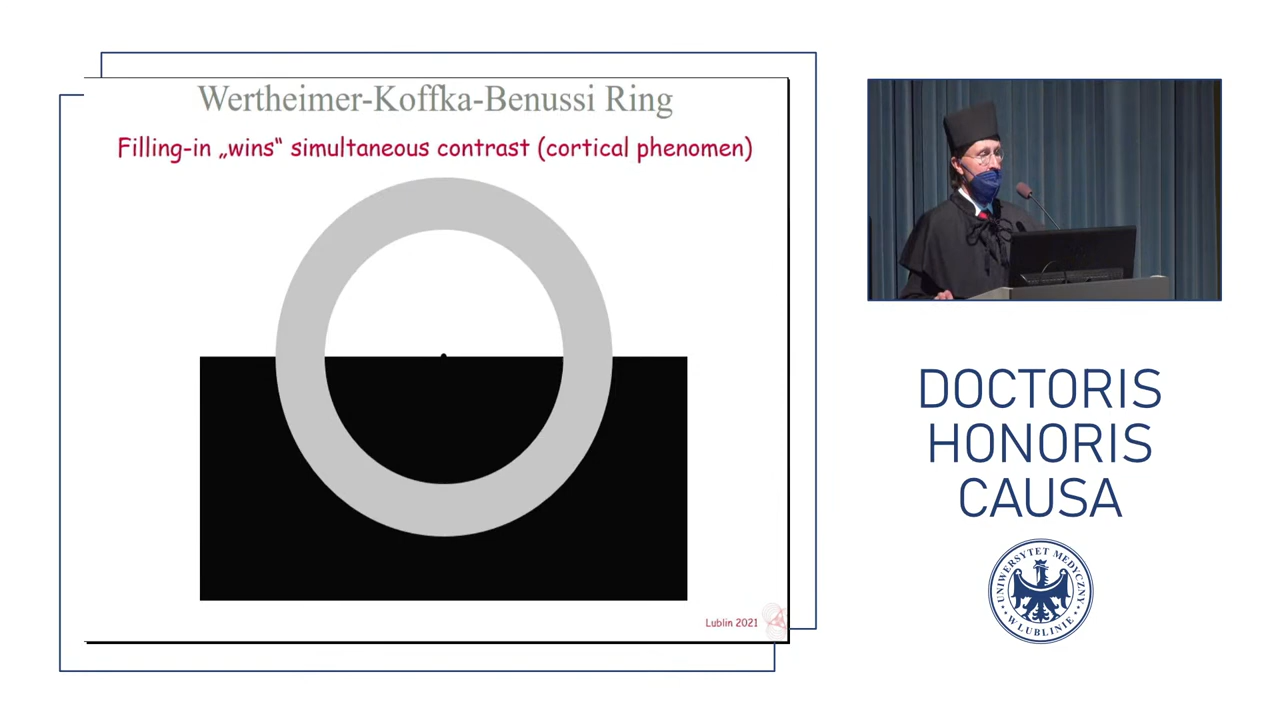 Wertheimer-Koffka-Benussi Ring
Filling-in „wins“ simultaneous contrast (cortical phenomen)
Lublin 2021
DOCTORIS
HONORIS
CAUSA
UNIWERSYTET MEDYCZNY
W LUBLINIE